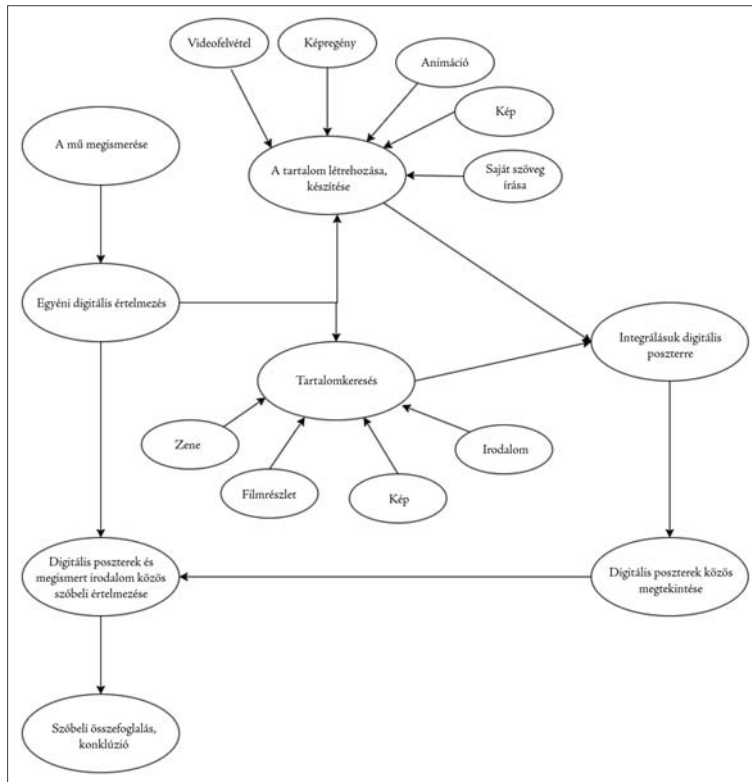 Videofelvétel
Képregény
Animáció
Kép
A mű megismerése
A tartalom létrehozása,
készítése
Saját szöveg
írása
Egyéni digitális értelmezés
Integrálásuk digitális
poszterre
Tartalomkeresés
Zene
Filmrészlet
Kép
Irodalom
Digitális poszterek és
megismert irodalom közös
szóbeli értelmezése
Digitális poszterek közös
megtekintése
Szóbeli összefoglalás,
konklúzió